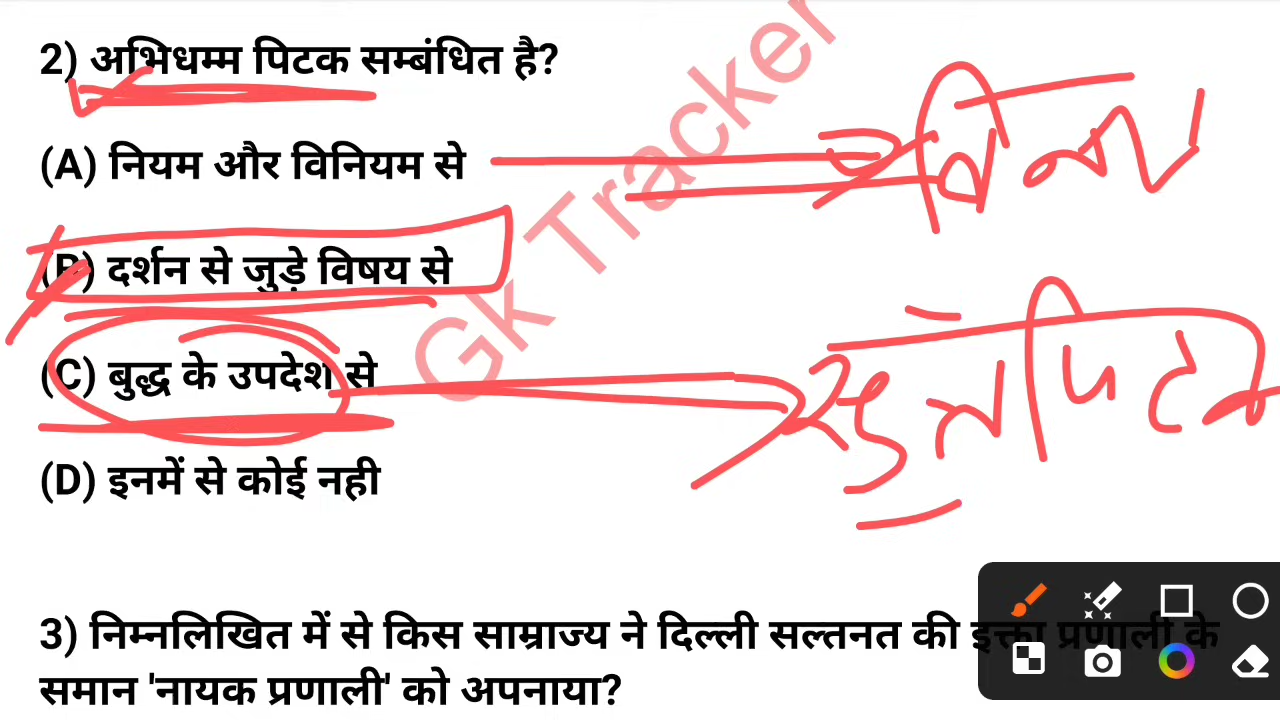 2) अभिधम्म पिटक सम्बंधित है?
(A) नियम और विनियम से
विनय
(B) दर्शन से जुड़े विषय से
(C) बुद्ध के उपदेश से
सुत्त पिटक
(D) इनमें से कोई नही
Gk Tracker
3) निम्नलिखित में से किस साम्राज्य ने दिल्ली सल्तनत की इक्ता प्रणाली के
समान 'नायक प्रणाली' को अपनाया?